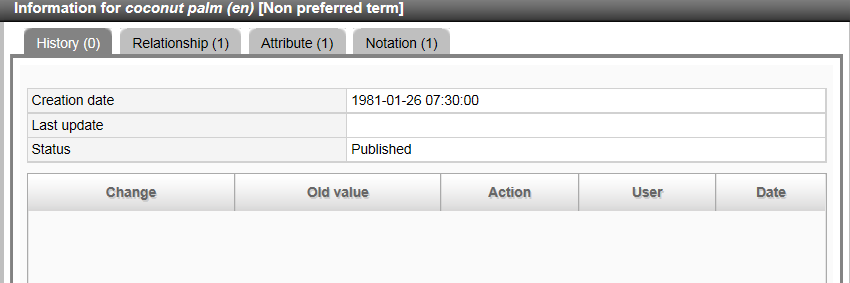 Information for coconut palm (en) [Non preferred term]
History (0) Relationship (1) Attribute (1) Notation (1)
Creation date 1981-01-26 07:30:00
Last update
Status Published
Change Old value Action User Date